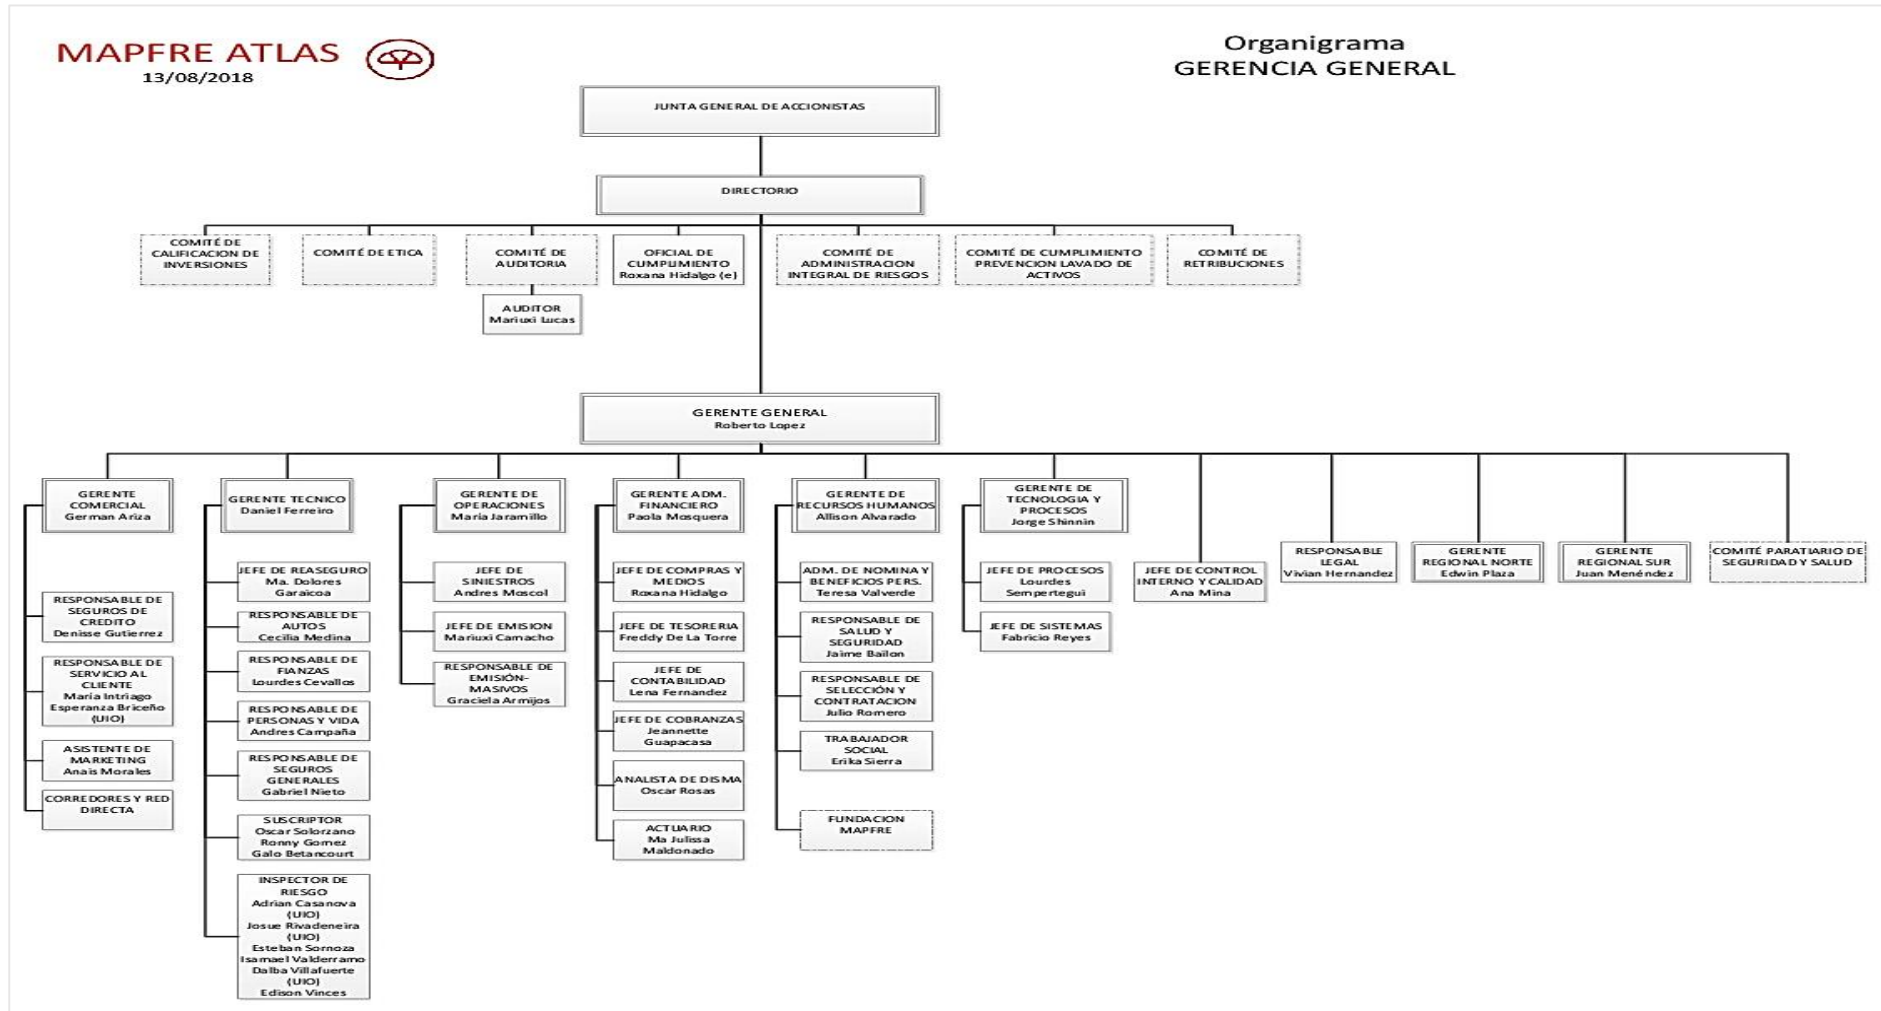 MAPFRE ATLAS
13/08/2018
Organigrama
GERENCIA GENERAL
JUNTA GENERAL DE ACCIONISTAS
DIRECTORIO
COMITÉ DE
CALIFICACION DE
INVERSIONES
COMITÉ DE ETICA
COMITÉ DE
AUDITORIA
OFICIAL DE
CUMPLIMIENTO
Roxana Hidalgo (e)
COMITÉ DE
ADMINISTRACION
INTEGRAL DE RIESGOS
COMITÉ DE CUMPLIMIENTO
PREVENCION LAVADO DE
ACTIVOS
COMITÉ DE
RETRIBUCIONES
AUDITOR
Mariuxi Lucas
GERENTE GENERAL
Roberto Lopez
GERENTE
COMERCIAL
German Ariza
RESPONSABLE DE
SEGUROS DE
CREDITO
Denisse Gutierrez
RESPONSABLE DE
SERVICIO AL
CLIENTE
María Intriago
Esperanza Briceño
(UIO)
ASISTENTE DE
MARKETING
Anais Morales
CORREDORES Y RED
DIRECTA
GERENTE TECNICO
Daniel Ferreiro
JEFE DE REASEGURO
Ma. Dolores
Garaicoa
RESPONSABLE DE
AUTOS
Cecilia Medina
RESPONSABLE DE
FIANZAS
Lourdes Cevallos
RESPONSABLE DE
PERSONAS Y VIDA
Andres Campaña
RESPONSABLE DE
SEGUROS
GENERALES
Gabriel Nieto
SUSCRIPTOR
Oscar Solorzano
Ronny Gomez
Galo Betancourt
INSPECTOR DE
RIESGO
Adrian Casanova
(UIO)
Josue Rivadeneira
(UIO)
Esteban Sornoza
Isamael Valderramo
Dalba Villafuerte
(UIO)
Edison Vinces
GERENTE DE
OPERACIONES
María Jaramillo
JEFE DE
SINIESTROS
Andres Moscol
JEFE DE EMISION
Mariuxi Camacho
RESPONSABLE DE
EMISIÓN-
MASIVOS
Graciela Armijos
GERENTE ADM.
FINANCIERO
Paola Mosquera
JEFE DE COMPRAS Y
MEDIOS
Roxana Hidalgo
JEFE DE TESORERIA
Freddy De La Torre
JEFE DE
CONTABILIDAD
Lena Fernandez
JEFE DE COBRANZAS
Jeannette
Guapacasa
ANALISTA DE DISMA
Oscar Rosas
ACTUARIO
Ma Julissa
Maldonado
GERENTE DE
RECURSOS HUMANOS
Allison Alvarado
ADM. DE NOMINA Y
BENEFICIOS PERS.
Teresa Valverde
RESPONSABLE DE
SALUD Y
SEGURIDAD
Jaime Bailon
RESPONSABLE DE
SELECCIÓN Y
CONTRATACION
Julio Romero
TRABAJADOR
SOCIAL
Erika Sierra
FUNDACION
MAPFRE
GERENTE DE
TECNOLOGIA Y
PROCESOS
Jorge Shinnin
JEFE DE PROCESOS
Lourdes
Sempertegui
JEFE DE SISTEMAS
Fabricio Reyes
JEFE DE CONTROL
INTERNO Y CALIDAD
Ana Mina
RESPONSABLE
LEGAL
Vivian Hernandez
GERENTE
REGIONAL NORTE
Edwin Plaza
GERENTE
REGIONAL SUR
Juan Menéndez
COMITÉ PARATIARIO DE
SEGURIDAD Y SALUD